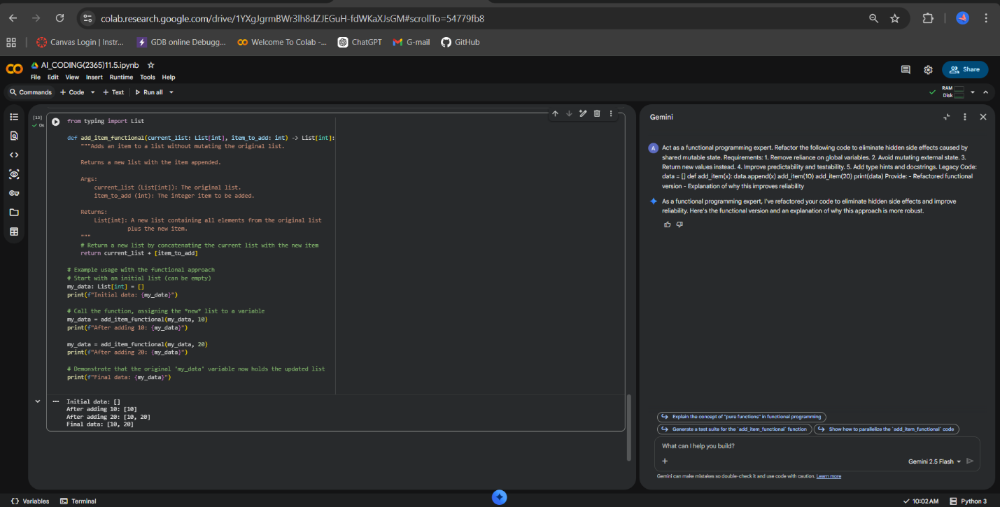 colab.research.google.com/drive/1YXgJgrmBWr3lh8dZJEGuH-fdWKaXJsGM#scrollTo=54779fb8
Canvas Login | Instr...
GDB online Debugg...
Welcome To Colab -...
ChatGPT
G-mail
GitHub
AI_CODING(2365)11.5.ipynb
File Edit View Insert Runtime Tools Help
Share
Commands + Code + Text Run all
RAM
Disk
[13]
0s
from typing import List
def add_item_functional(current_list: List[int], item_to_add: int) -> List[int]:
"""Adds an item to a list without mutating the original list.
Returns a new list with the item appended.
Args:
current_list (List[int]): The original list.
item_to_add (int): The integer item to be added.
Returns:
List[int]: A new list containing all elements from the original list
plus the new item.
"""
# Return a new list by concatenating the current list with the new item
return current_list + [item_to_add]
# Example usage with the functional approach
# Start with an initial list (can be empty)
my_data: List[int] = []
print(f"Initial data: {my_data}")
# Call the function, assigning the *new* list to a variable
my_data = add_item_functional(my_data, 10)
print(f"After adding 10: {my_data}")
my_data = add_item_functional(my_data, 20)
print(f"After adding 20: {my_data}")
# Demonstrate that the original 'my_data' variable now holds the updated list
print(f"Final data: {my_data}")
Initial data: []
After adding 10: [10]
After adding 20: [10, 20]
Final data: [10, 20]
Gemini
A
Act as a functional programming expert. Refactor the following code to eliminate hidden side effects caused by
shared mutable state. Requirements: 1. Remove reliance on global variables. 2. Avoid mutating external state. 3.
Return new values instead. 4. Improve predictability and testability. 5. Add type hints and docstrings. Legacy Code:
data = [] def add_item(x): data.append(x) add_item(10) add_item(20) print(data) Provide: - Refactored functional
version - Explanation of why this improves reliability
As a functional programming expert, I've refactored your code to eliminate hidden side effects and improve
reliability. Here's the functional version and an explanation of why this approach is more robust.
Explain the concept of "pure functions" in functional programming
Generate a test suite for the `add_item_functional` function
Show how to parallelize the `add_item_functional` code
What can I help you build?
Gemini 2.5 Flash
Gemini can make mistakes so double-check it and use code with caution. Learn more
Variables
Terminal
10:02 AM
Python 3